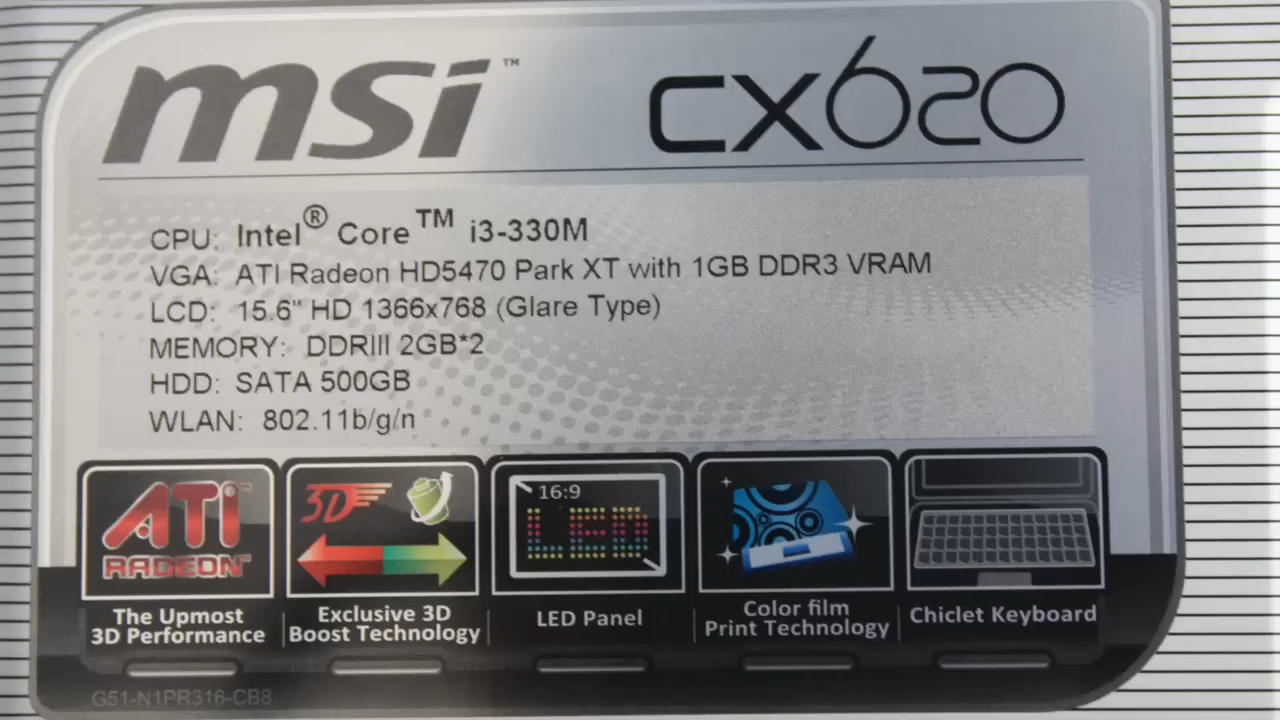 msi™ CX620
CPU: Intel® Core™ i3-330M
VGA: ATI Radeon HD5470 Park XT with 1GB DDR3 VRAM
LCD: 15.6" HD 1366x768 (Glare Type)
MEMORY: DDRIII 2GB*2
HDD: SATA 500GB
WLAN: 802.11b/g/n
ATI
RADEON™
The Upmost
3D Performance
3D
Exclusive 3D
Boost Technology
16:9
LED
LED Panel
Color film
Print Technology
Chiclet Keyboard
G51-N1PR316-CB8